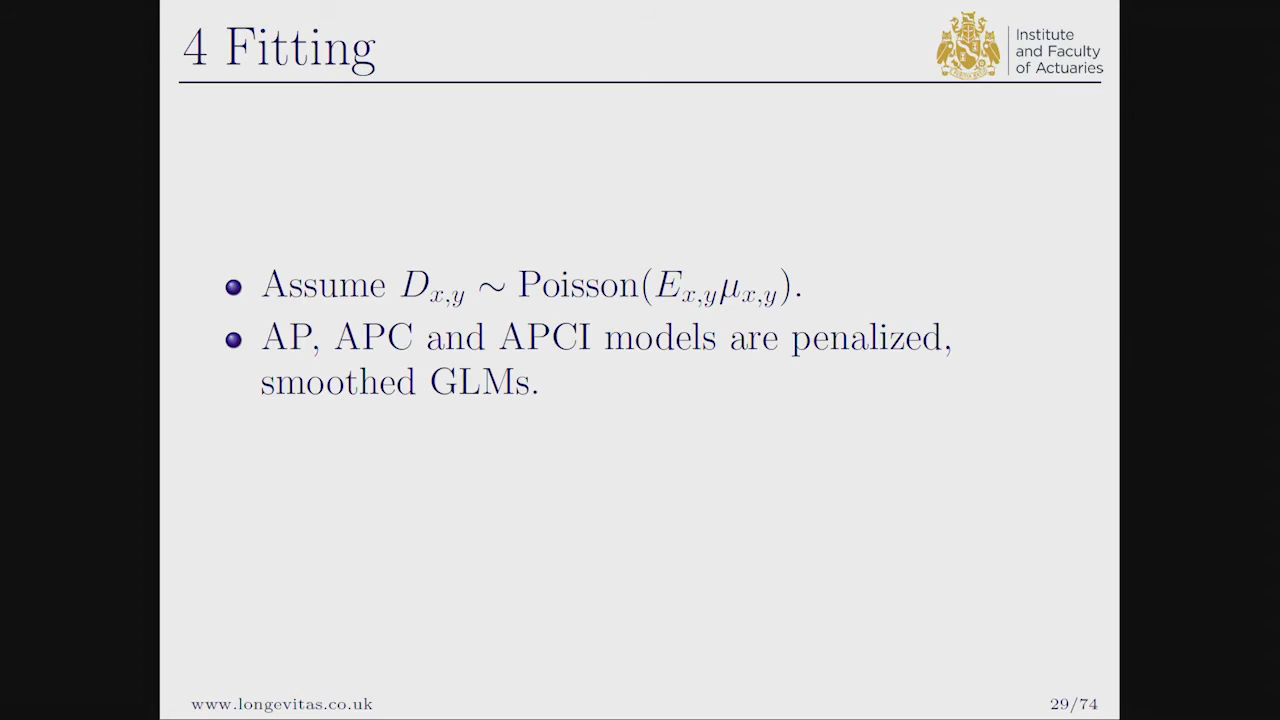 4 Fitting
Institute
and Faculty
of Actuaries
Assume D_{x,y} ∼ Poisson(E_{x,y}μ_{x,y}).
AP, APC and APCI models are penalized,
smoothed GLMs.
www.longevitas.co.uk
29/74